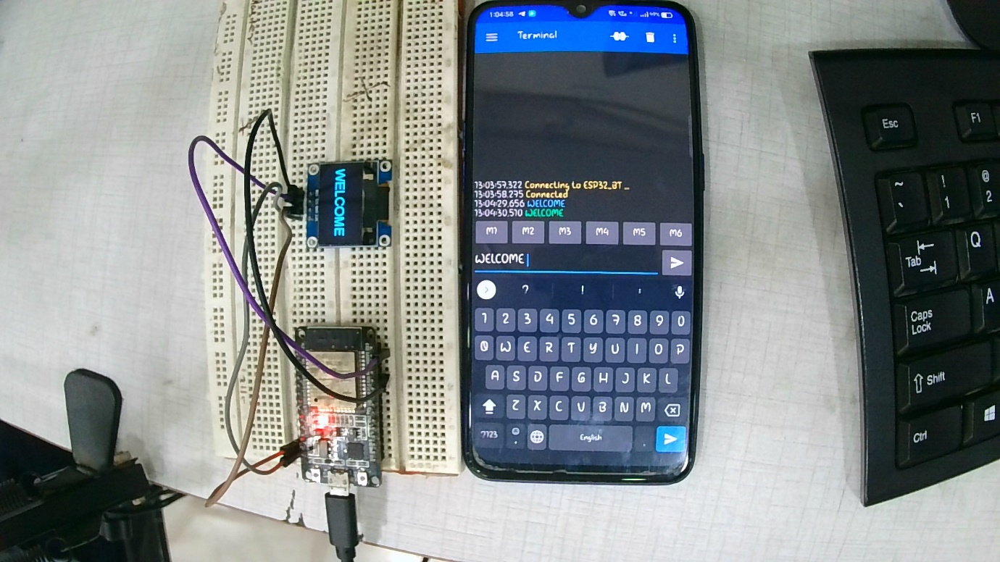 WELCOME
1:04:58
Terminal
13:03:57.322 Connecting to ESP32_BT ...
13:03:58.275 Connected
13:04:29.656 WELCOME
13:04:30.510 WELCOME
M1 M2 M3 M4 M5 M6
WELCOME
? ! :
1 2 3 4 5 6 7 8 9 0
Q W E R T Y U I O P
A S D F G H J K L
Z X C V B N M
?123 , English .
Esc F1
~ ` ! 1 @ 2
Tab Q
Caps Lock A
Shift
Ctrl